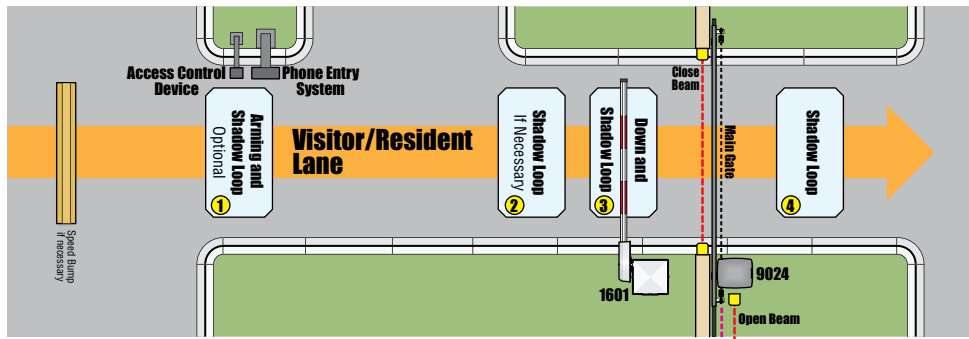 Access Control
Device
Phone Entry
System
Close
Beam
Speed Bump
if necessary
Arming and
Shadow Loop
Optional
1
Visitor/Resident
Lane
Shadow Loop
If Necessary
2
Down and
Shadow Loop
3
Main Gate
Shadow Loop
4
1601
9024
Open Beam